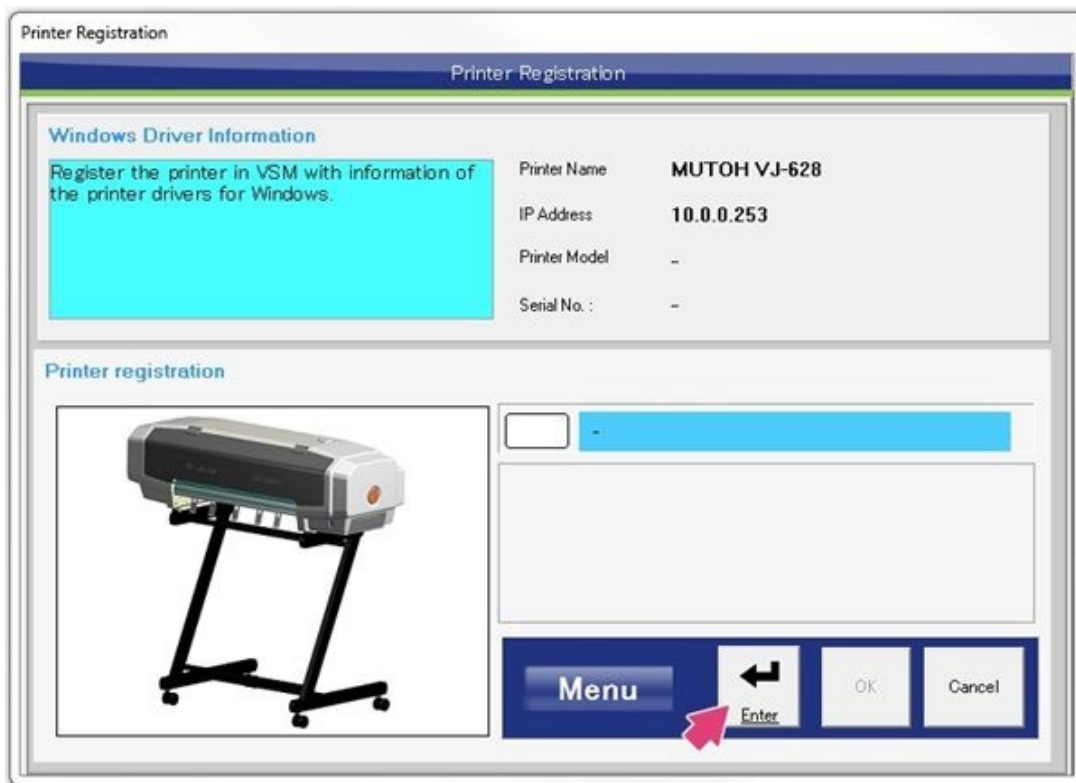 Printer Registration
Printer Registration
Windows Driver Information
Register the printer in VSM with information of
the printer drivers for Windows.
Printer Name MUTOH VJ-628
IP Address 10.0.0.253
Printer Model -
Serial No. : -
Printer registration
-
Menu
Enter
OK
Cancel